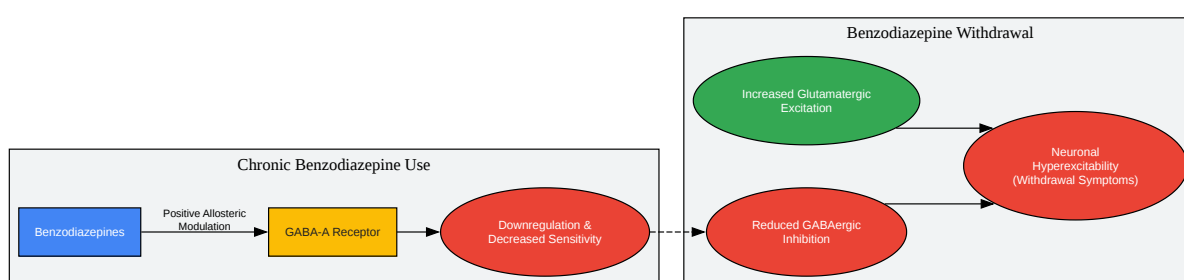 Chronic Benzodiazepine Use
Benzodiazepines
Positive Allosteric
Modulation
GABA-A Receptor
Downregulation &
Decreased Sensitivity
Benzodiazepine Withdrawal
Increased Glutamatergic
Excitation
Reduced GABAergic
Inhibition
Neuronal
Hyperexcitability
(Withdrawal Symptoms)